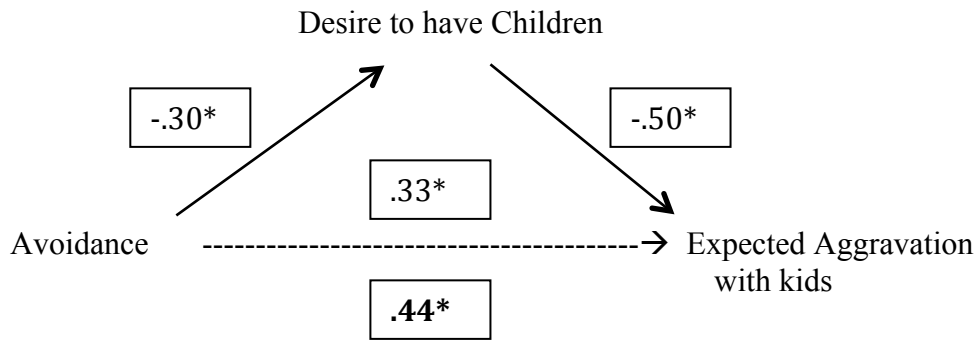 Desire to have Children
-.30*
-.50*
.33*
Avoidance
Expected Aggravation
with kids
.44*